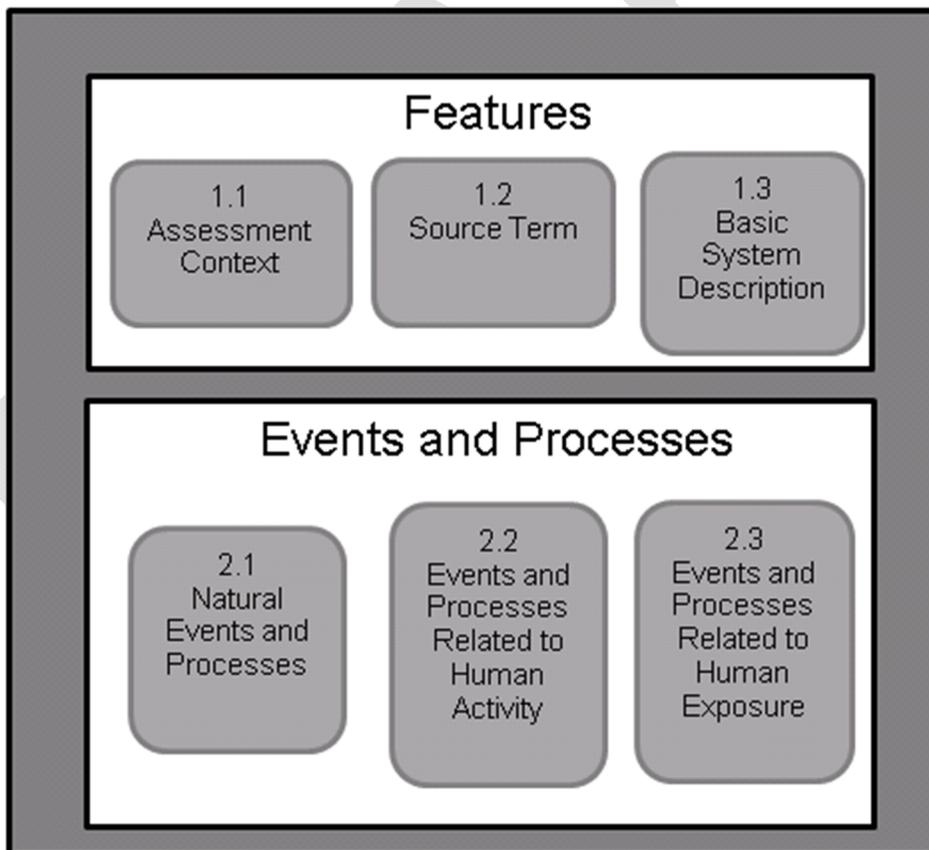 Features
1.1
Assessment
Context
1.2
Source Term
1.3
Basic
System
Description
Events and Processes
2.1
Natural
Events and
Processes
2.2
Events and
Processes
Related to
Human
Activity
2.3
Events and
Processes
Related to
Human
Exposure